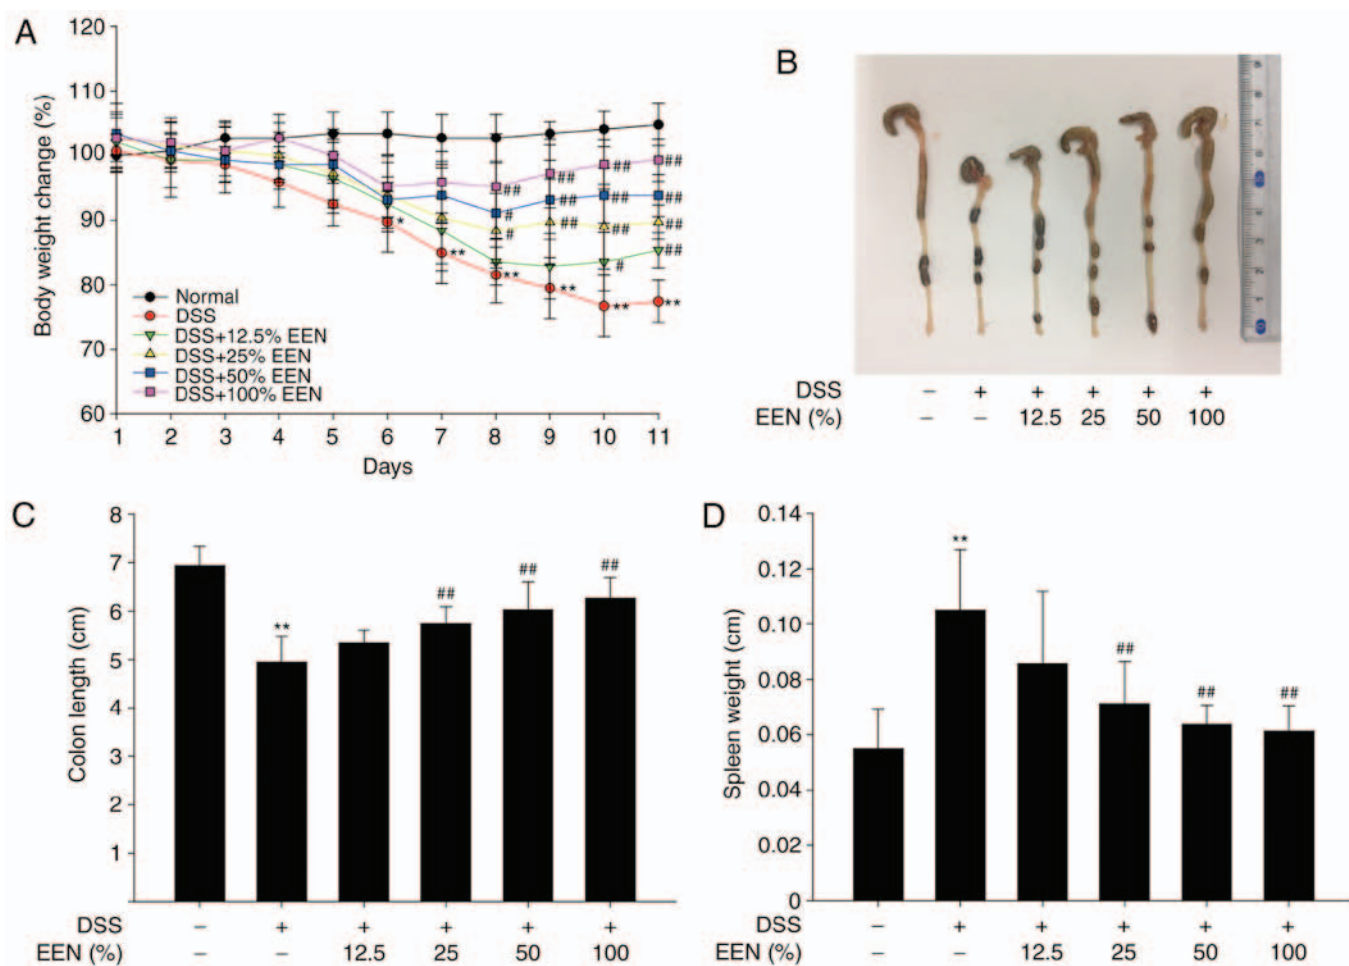 A
B
120
110
100
90
80
70
60
Body weight change (%)
* ** ** ** ** **
## ## ## ##
# ## ## ##
# ## ## ##
# ##
Normal
DSS
DSS+12.5% EEN
DSS+25% EEN
DSS+50% EEN
DSS+100% EEN
1 2 3 4 5 6 7 8 9 10 11
Days
DSS – + + + + +
EEN (%) – – 12.5 25 50 100
C
8
7
6
5
4
3
2
1
Colon length (cm)
** ## ## ##
DSS – + + + + +
EEN (%) – – 12.5 25 50 100
D
0.14
0.12
0.10
0.08
0.06
0.04
0.02
0
Spleen weight (cm)
** ## ## ##
DSS – + + + + +
EEN (%) – – 12.5 25 50 100